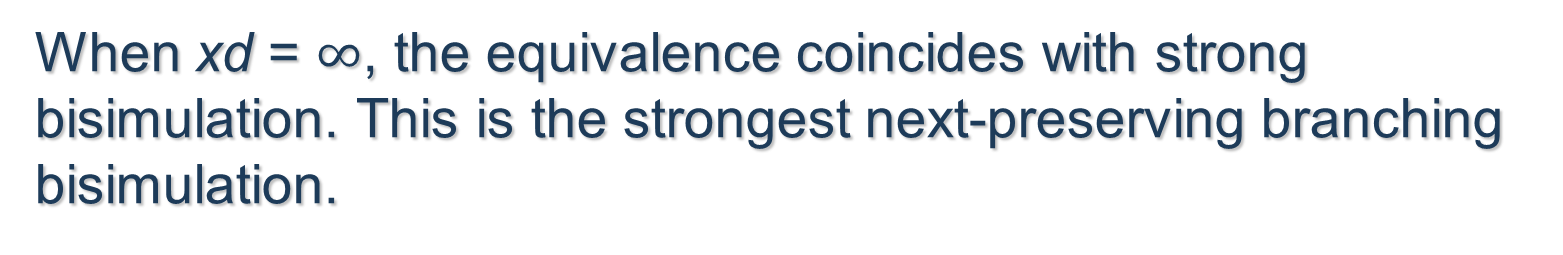 When xd = ∞, the equivalence coincides with strong
bisimulation. This is the strongest next-preserving branching
bisimulation.